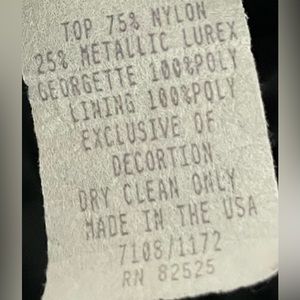 TOP 75% NYLON
25% METALLIC LUREX
GEORGETTE 100%POLY
LINING 100%POLY
EXCLUSIVE OF
DECORTION
DRY CLEAN ONLY
MADE IN THE USA
7108/1172
RN 82525